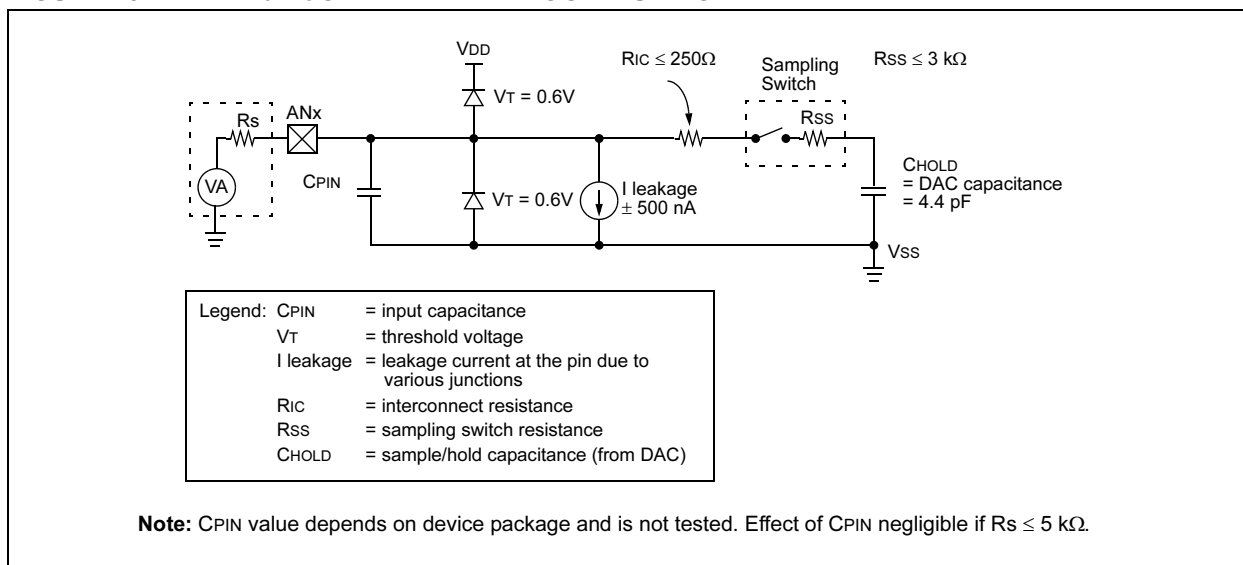 VDD
RIC ≤ 250Ω
Sampling
Switch
RSS ≤ 3 kΩ
VT = 0.6V
Rs
ANx
RSS
VA
CPIN
VT = 0.6V
I leakage
± 500 nA
CHOLD
= DAC capacitance
= 4.4 pF
VSS
Legend: CPIN = input capacitance
VT = threshold voltage
I leakage = leakage current at the pin due to
various junctions
RIC = interconnect resistance
RSS = sampling switch resistance
CHOLD = sample/hold capacitance (from DAC)
Note: CPIN value depends on device package and is not tested. Effect of CPIN negligible if Rs ≤ 5 kΩ.